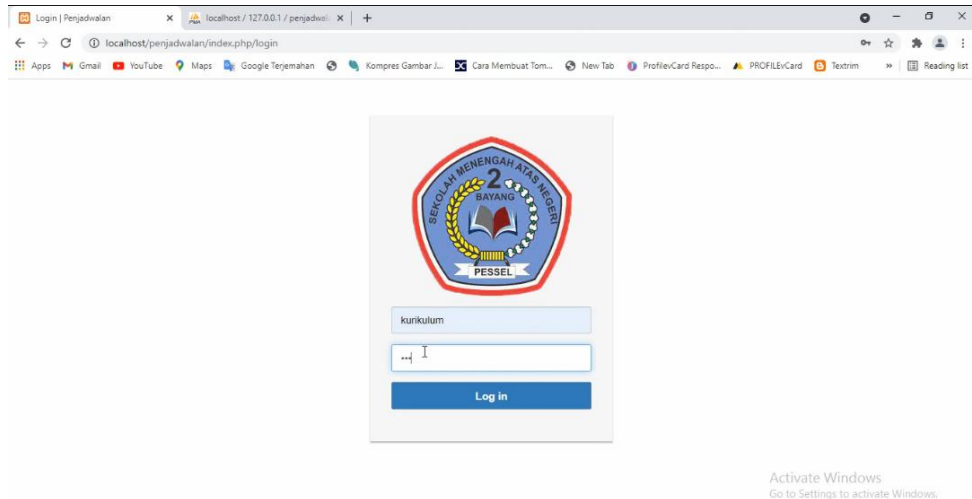 Login | Penjadwalan
localhost / 127.0.0.1 / penjadwal
localhost/penjadwalan/index.php/login
Apps Gmail YouTube Maps Google Terjemahan Kompres Gambar J... Cara Membuat Tom... New Tab ProfilevCard Respo... PROFILEvCard Textrim » Reading list
SEKOLAH MENENGAH ATAS NEGERI
2
BAYANG
PESSEL
kurikulum
Log in
Activate Windows
Go to Settings to activate Windows.